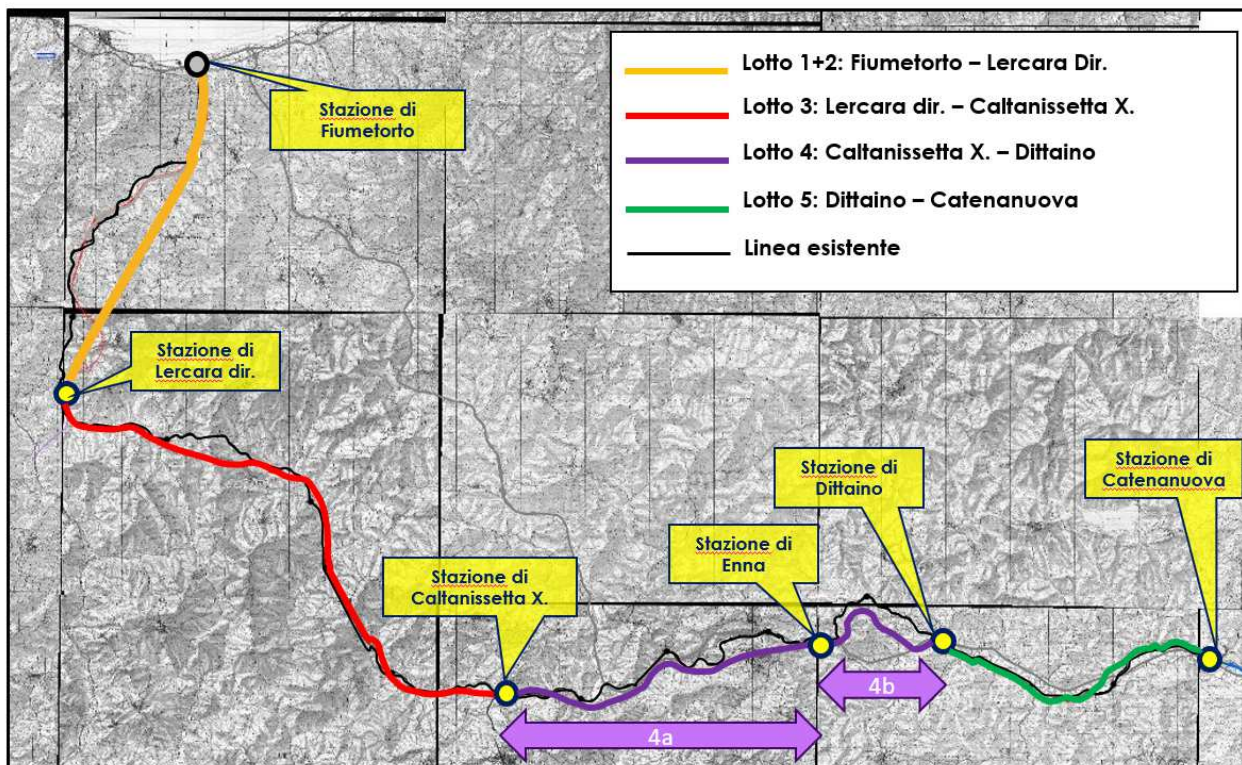 Lotto 1+2: Fiumetorto – Lercara Dir.
Lotto 3: Lercara dir. – Caltanissetta X.
Lotto 4: Caltanissetta X. – Dittaino
Lotto 5: Dittaino – Catenanuova
Linea esistente
Stazione di
Fiumetorto
Stazione di
Lercara dir.
Stazione di
Caltanissetta X.
Stazione di
Enna
Stazione di
Dittaino
Stazione di
Catenanuova
4a
4b